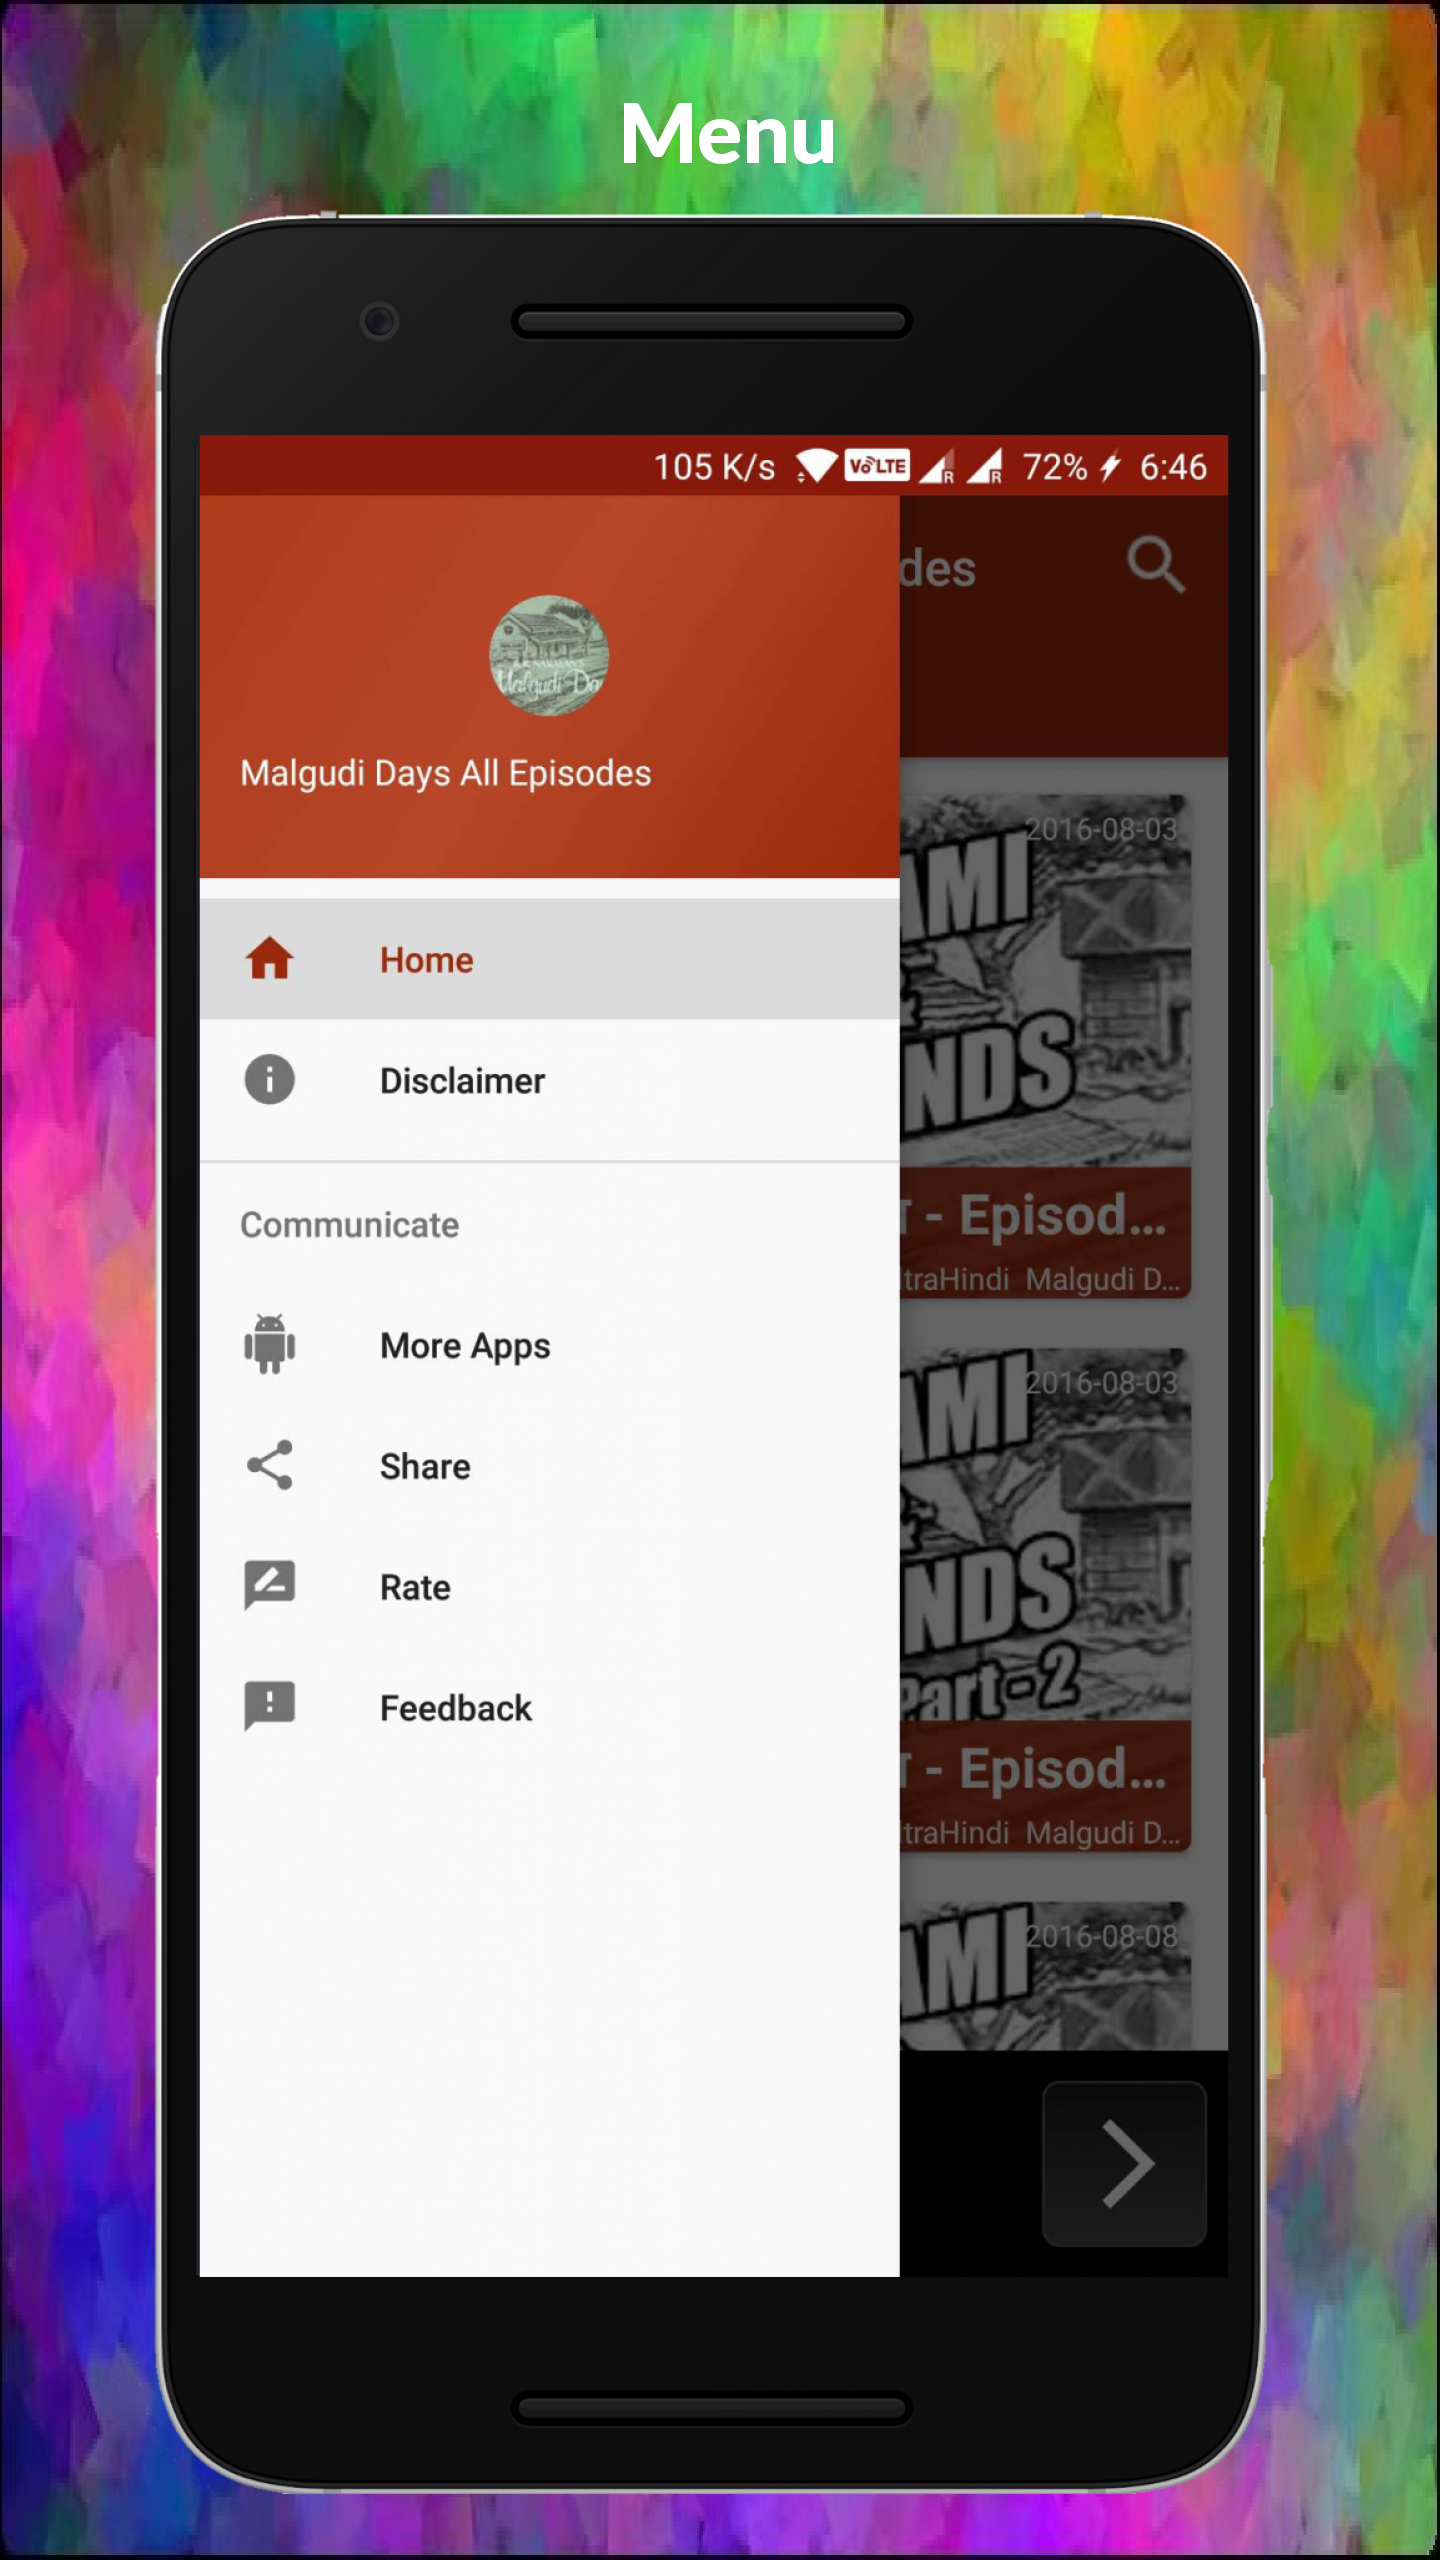 Menu
105 K/s VoLTE R R 72% 6:46
des
Malgudi Days All Episodes
Home
Disclaimer
Communicate
More Apps
Share
Rate
Feedback
2016-08-03
AMI
&
NDS
- Episod...
traHindi Malgudi D...
2016-08-03
AMI
&
NDS
Part-2
- Episod...
traHindi Malgudi D...
2016-08-08
AMI